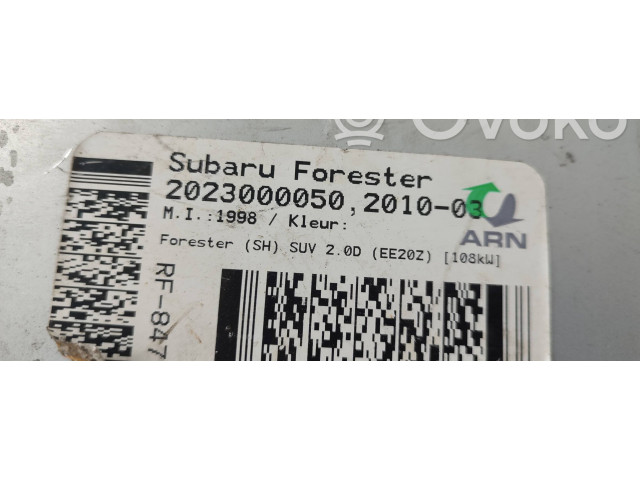 Ovoko
Subaru Forester
2023000050, 2010-03
M.I.:1998 / Kleur:
ARN
Forester (SH) SUV 2.0D (EE20Z) [108kW]
RF-847